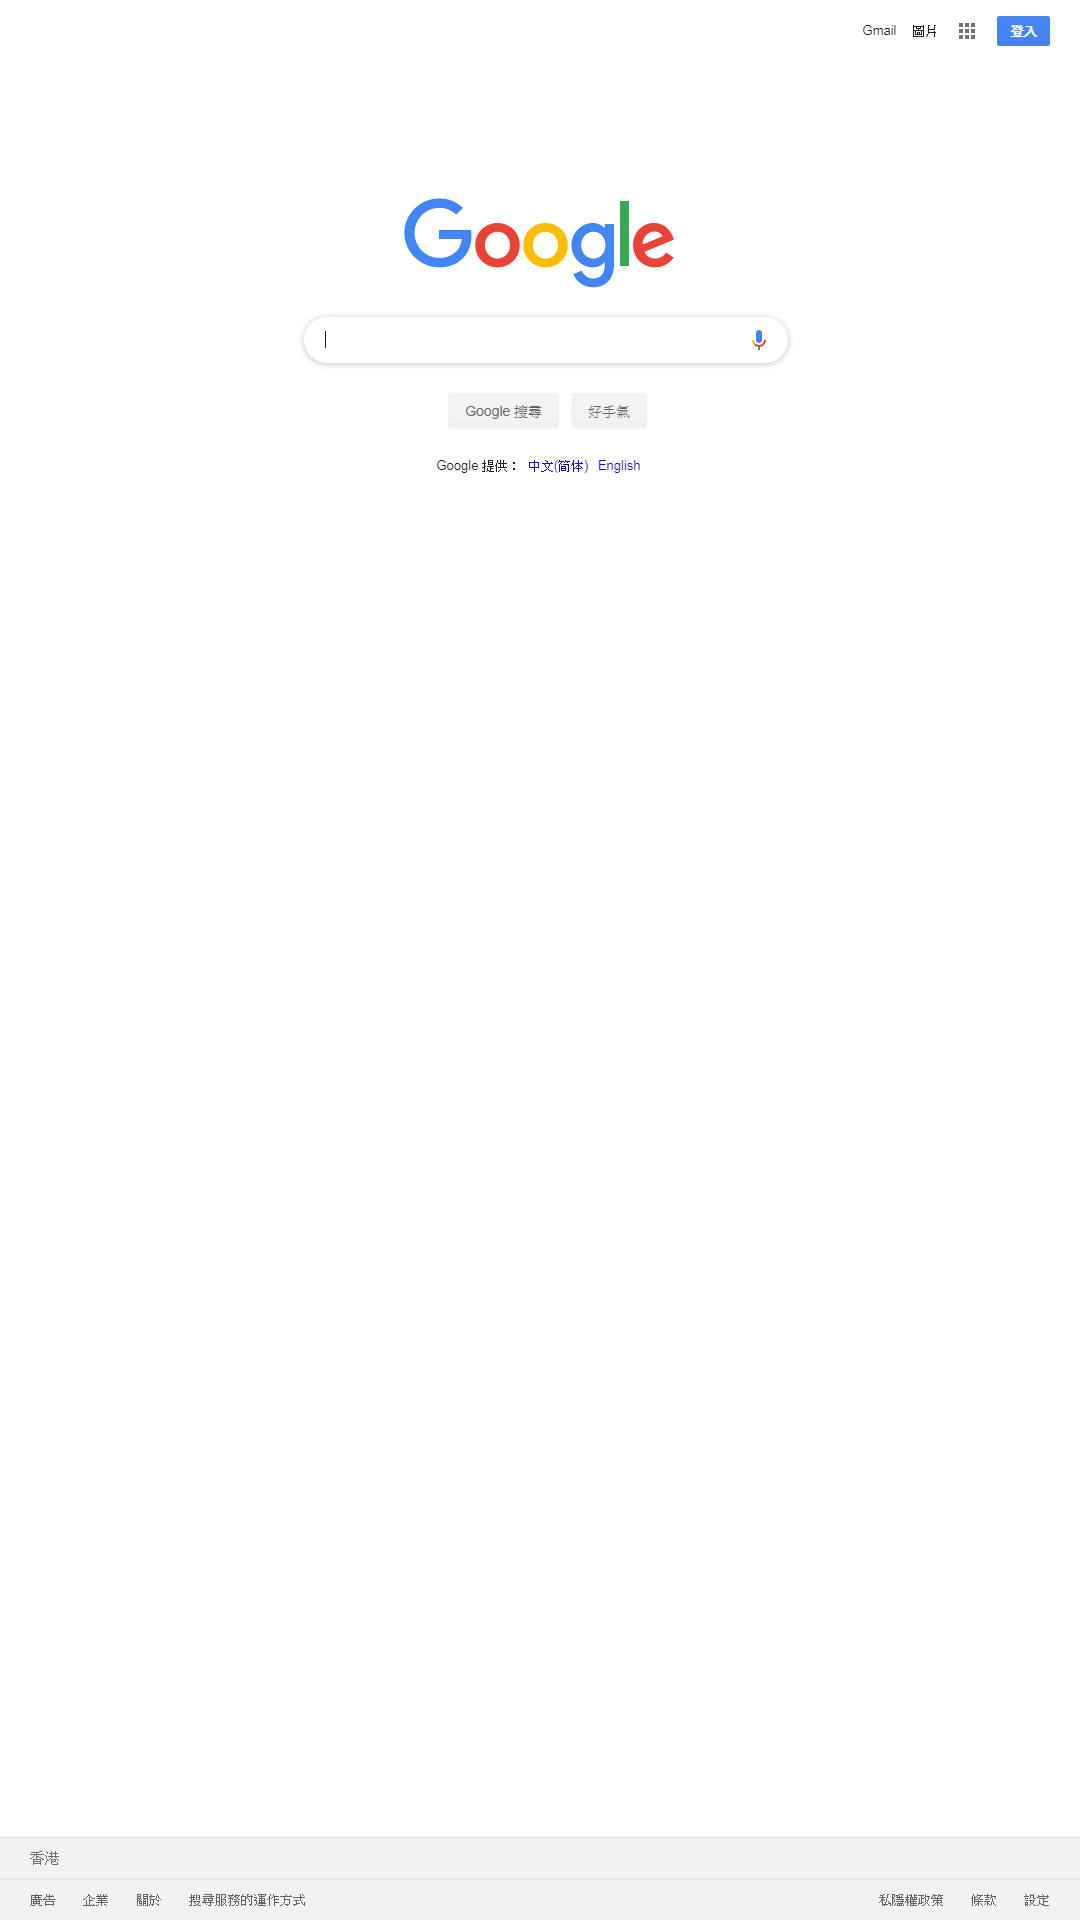 Gmail 圖片 登入
Google
Google 搜尋 好手氣
Google 提供： 中文(简体) English
香港
廣告 企業 關於 搜尋服務的運作方式 私隱權政策 條款 設定